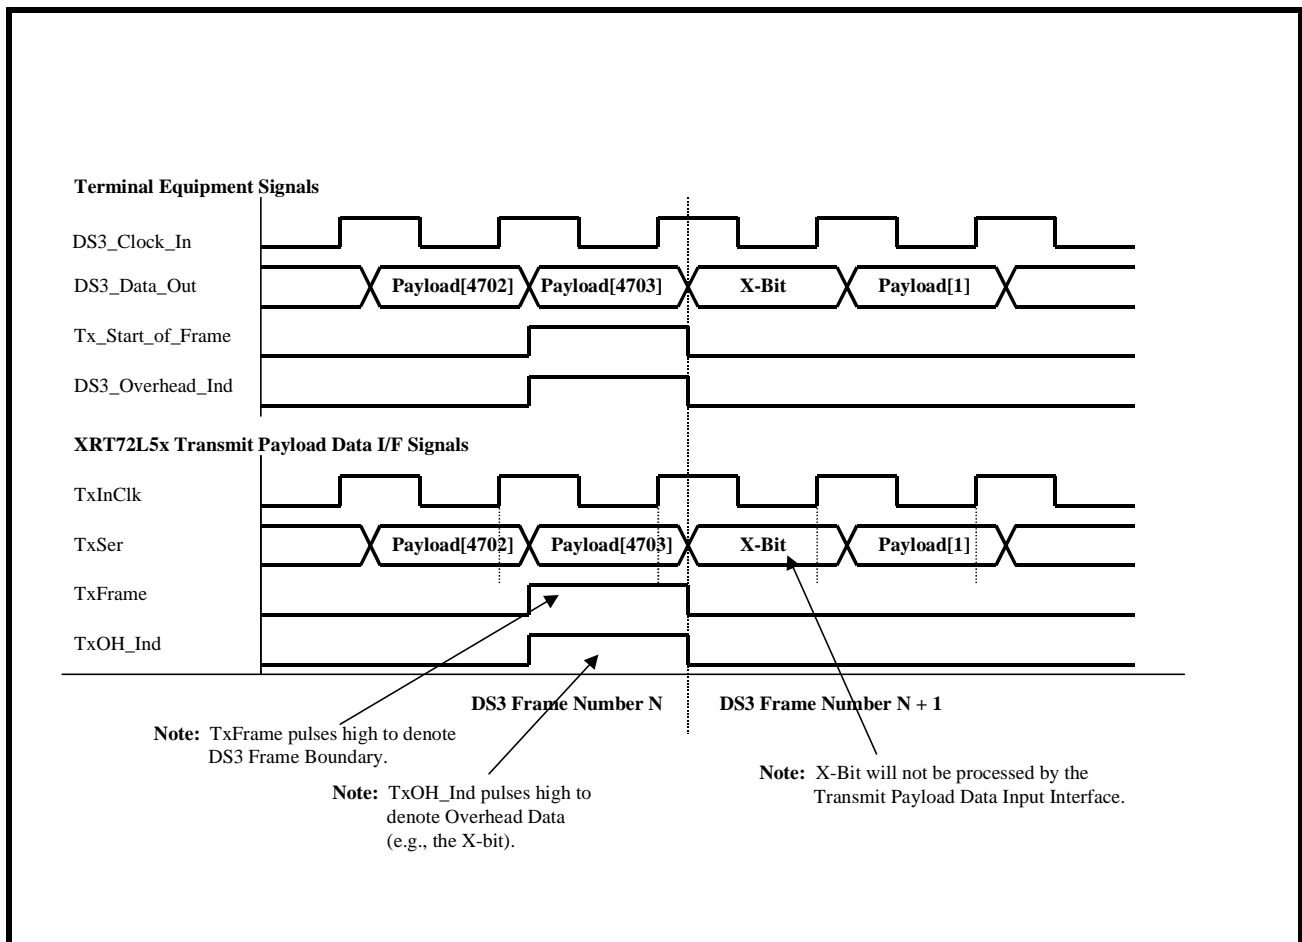 Terminal Equipment Signals
DS3_Clock_In
DS3_Data_Out Payload[4702] Payload[4703] X-Bit Payload[1]
Tx_Start_of_Frame
DS3_Overhead_Ind
XRT72L5x Transmit Payload Data I/F Signals
TxInClk
TxSer Payload[4702] Payload[4703] X-Bit Payload[1]
TxFrame
TxOH_Ind
DS3 Frame Number N DS3 Frame Number N + 1
Note: TxFrame pulses high to denote
DS3 Frame Boundary.
Note: TxOH_Ind pulses high to
denote Overhead Data
(e.g., the X-bit).
Note: X-Bit will not be processed by the
Transmit Payload Data Input Interface.